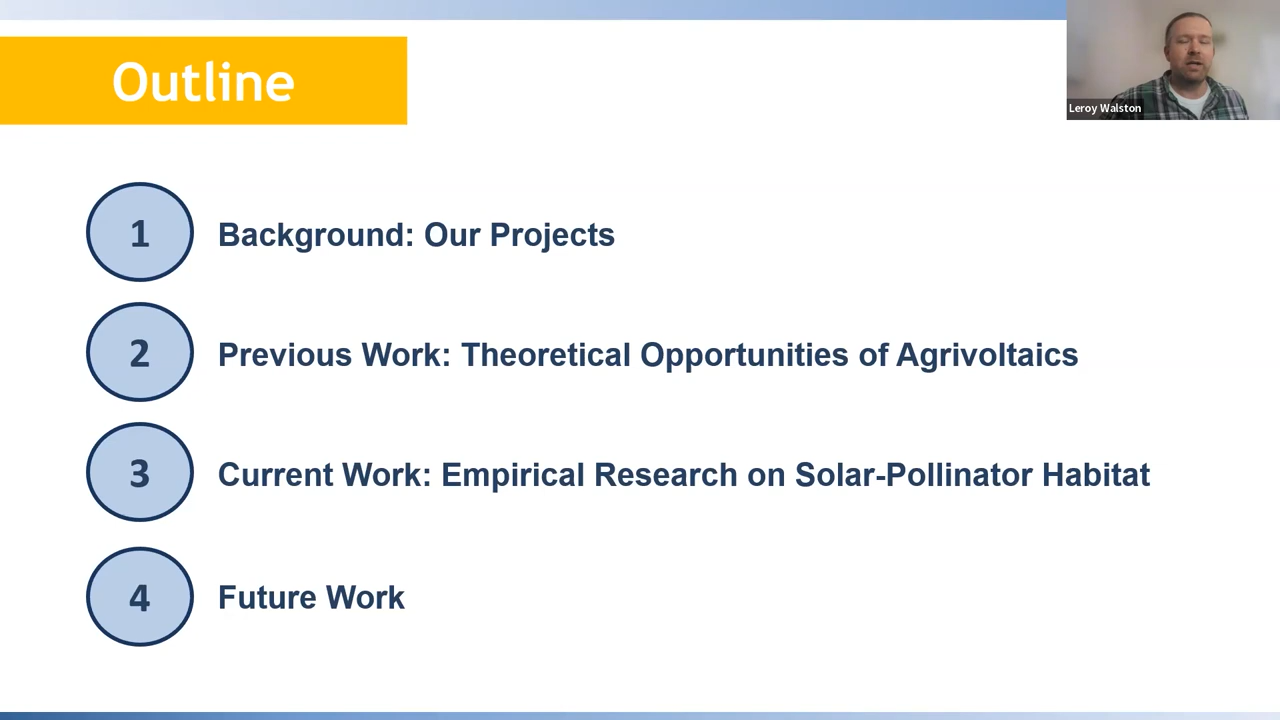 Outline
Leroy Walston
1
Background: Our Projects
2
Previous Work: Theoretical Opportunities of Agrivoltaics
3
Current Work: Empirical Research on Solar-Pollinator Habitat
4
Future Work